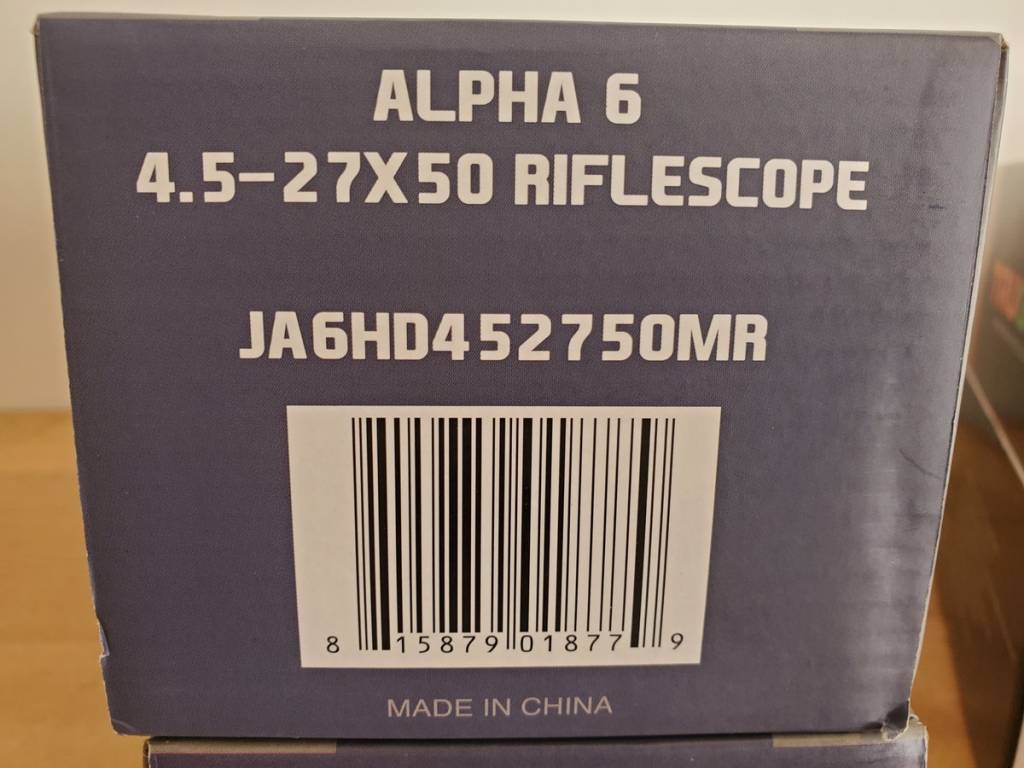 ALPHA 6
4.5-27X50 RIFLESCOPE
JA6HD452750MR
8 15879 01877 9
MADE IN CHINA